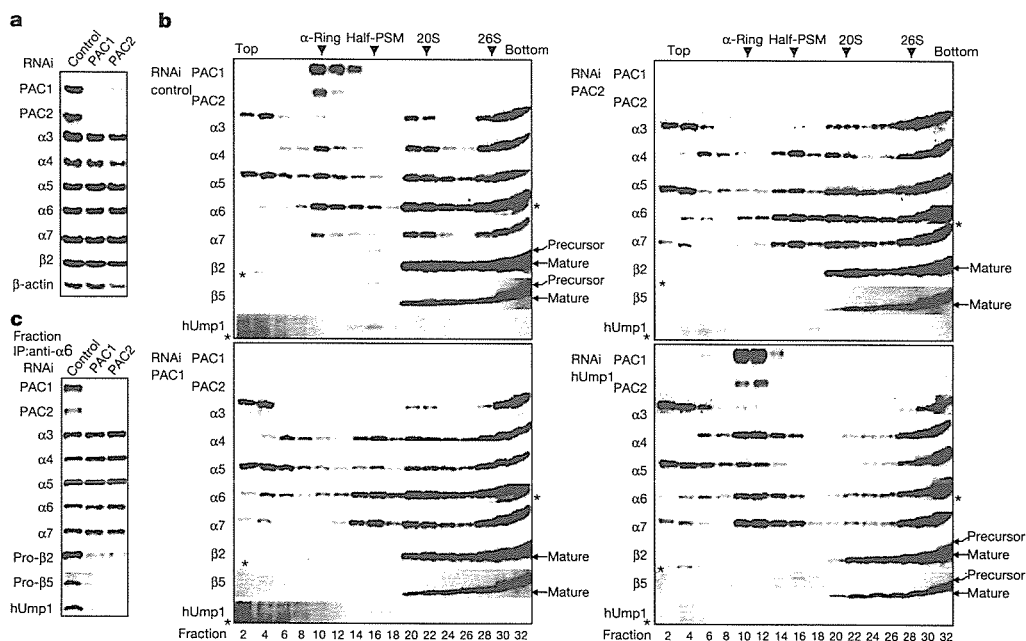 a
RNAi
Control
PAC1
PAC2
PAC1
PAC2
α3
α4
α5
α6
α7
β2
β-actin
b
Top
α-Ring Half-PSM 20S 26S
Bottom
RNAi PAC1
control
PAC2
α3
α4
α5
α6
*
α7
Precursor
β2
Mature
*
Precursor
β5
Mature
hUmp1
*
Top
α-Ring Half-PSM 20S 26S
Bottom
RNAi PAC1
PAC2
PAC2
α3
α4
α5
α6
*
α7
β2
Mature
*
β5
Mature
hUmp1
*
c
Fraction
IP:anti-α6
RNAi
Control
PAC1
PAC2
PAC1
PAC2
α3
α4
α5
α6
α7
Pro-β2
Pro-β5
hUmp1
RNAi PAC1
PAC1
PAC2
α3
α4
α5
α6
*
α7
β2
Mature
*
β5
Mature
hUmp1
*
Fraction 2 4 6 8 10 12 14 16 18 20 22 24 26 28 30 32
RNAi PAC1
hUmp1
PAC2
α3
α4
α5
α6
*
α7
Precursor
β2
Mature
*
Precursor
β5
Mature
hUmp1
*
Fraction 2 4 6 8 10 12 14 16 18 20 22 24 26 28 30 32